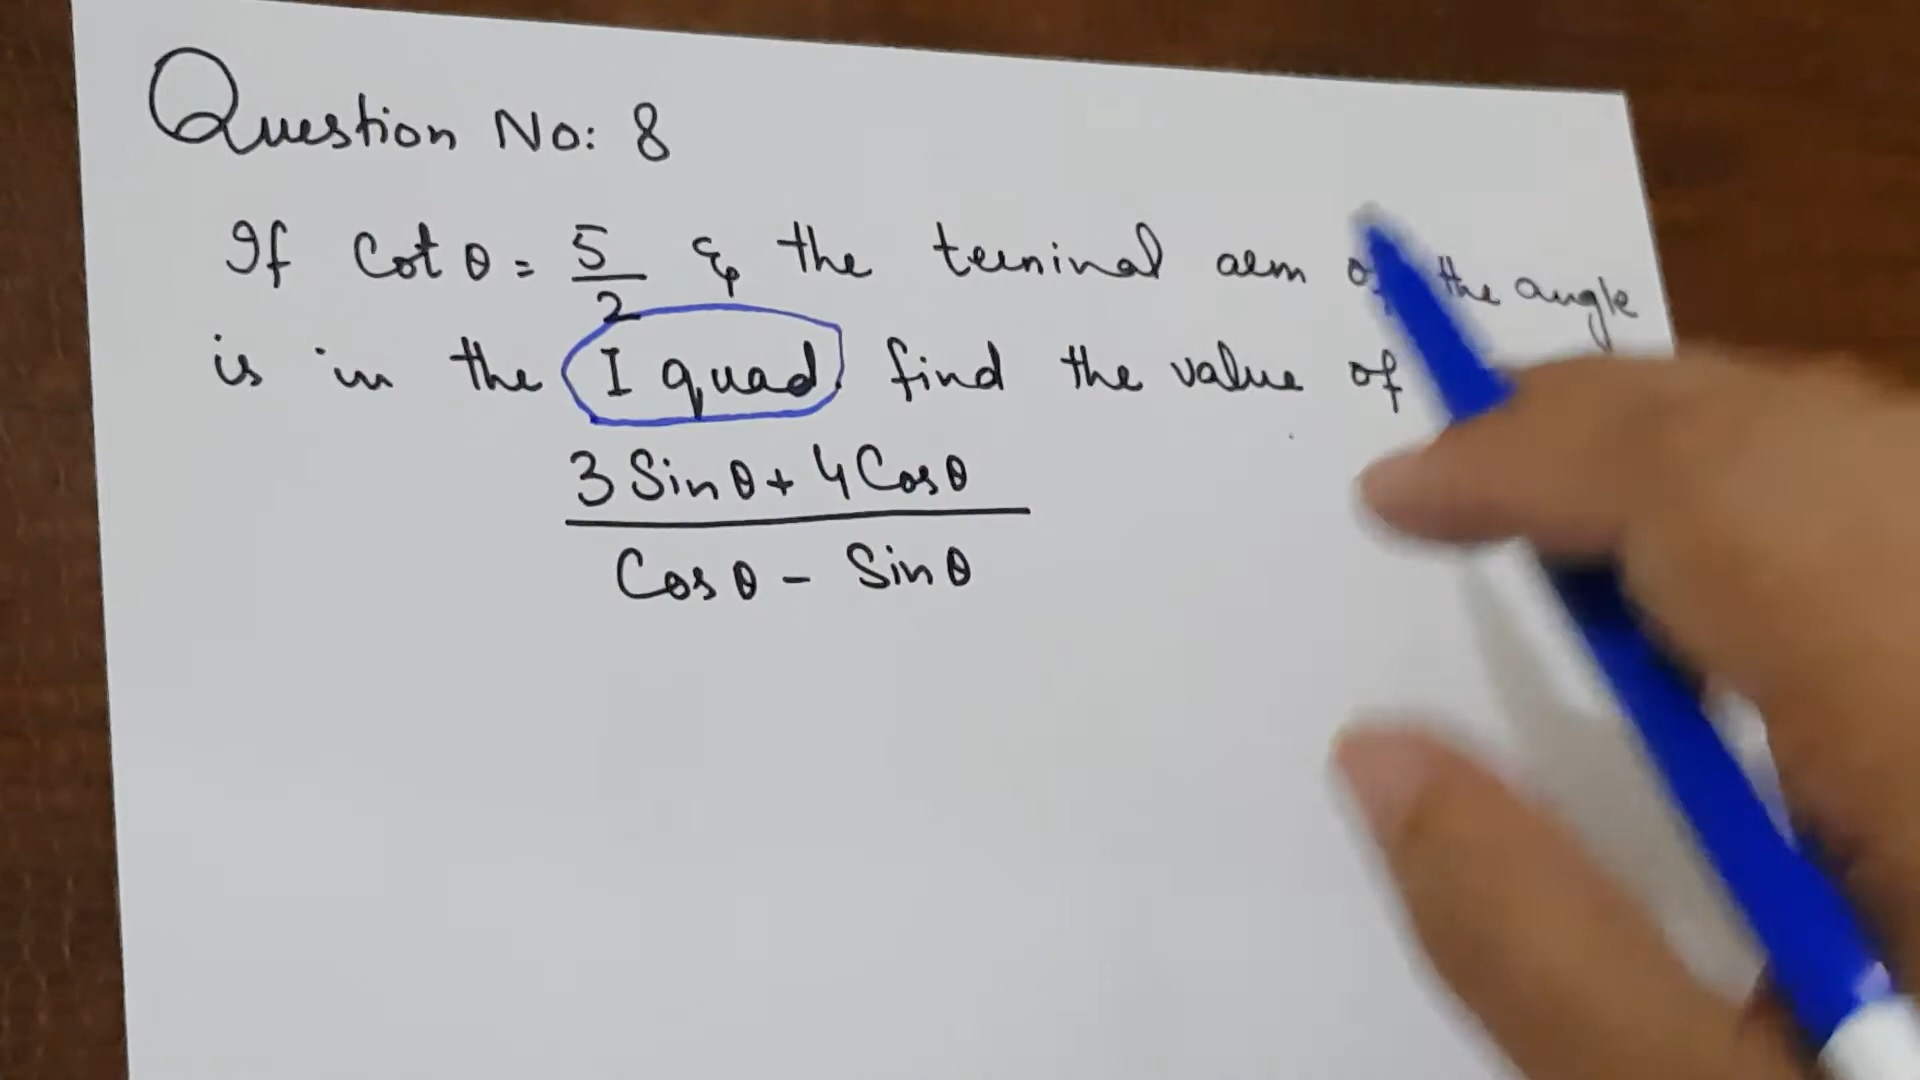 Question No: 8
If Cot θ = 5/2 & the terminal arm of the angle
is in the I quad, find the value of
3 Sin θ + 4 Cos θ
Cos θ - Sin θ